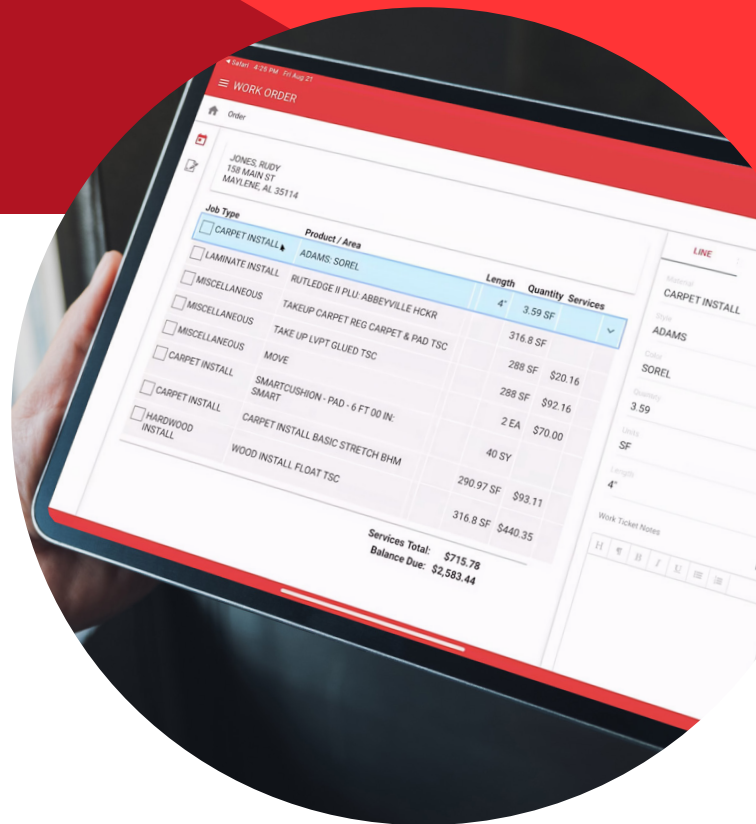 Safari 4:26 PM Fri Aug 21
WORK ORDER
Order
JONES, RUDY
158 MAIN ST
MAYLENE, AL 35114
Job Type Product / Area Length Quantity Services
CARPET INSTALL ADAMS: SOREL 4" 3.59 SF
LAMINATE INSTALL RUTLEDGE II PLU: ABBEYVILLE HCKR 316.8 SF
MISCELLANEOUS TAKEUP CARPET REG CARPET & PAD TSC 288 SF $20.16
MISCELLANEOUS TAKE UP LVPT GLUED TSC 288 SF $92.16
MISCELLANEOUS MOVE 2 EA $70.00
CARPET INSTALL SMARTCUSHION - PAD - 6 FT 00 IN: 40 SY
SMART
CARPET INSTALL CARPET INSTALL BASIC STRETCH BHM 290.97 SF $93.11
HARDWOOD WOOD INSTALL FLOAT TSC 316.8 SF $440.35
INSTALL
Services Total: $715.78
Balance Due: $2,583.44
LINE
Material
CARPET INSTALL
Style
ADAMS
Color
SOREL
Quantity
3.59
Units
SF
Length
4"
Work Ticket Notes
H ¶ B I U